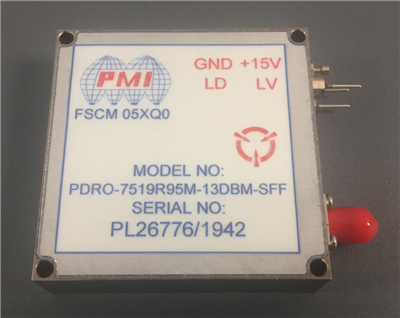 PMI
GND +15V
LD LV
FSCM 05XQ0
MODEL NO:
PDRO-7519R95M-13DBM-SFF
SERIAL NO:
PL26776/1942